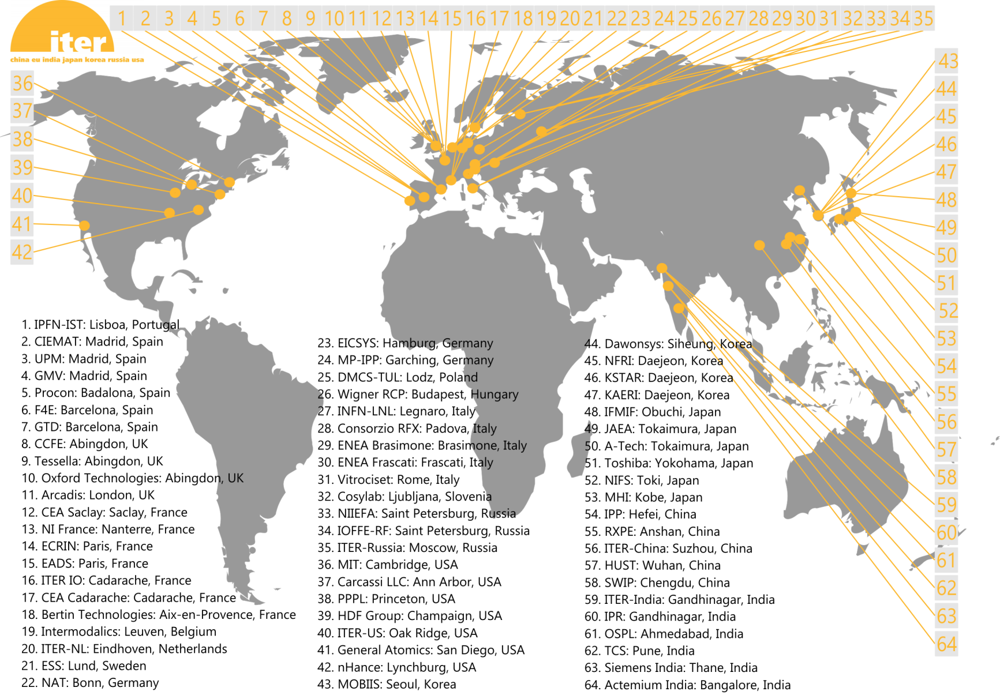 1 2 3 4 5 6 7 8 9 10 11 12 13 14 15 16 17 18 19 20 21 22 23 24 25 26 27 28 29 30 31 32 33 34 35
iter
china eu india japan korea russia usa
36
37
38
39
40
41
42
43
44
45
46
47
48
49
50
51
52
53
54
55
56
57
58
59
60
61
62
63
64
1. IPFN-IST: Lisboa, Portugal
2. CIEMAT: Madrid, Spain
3. UPM: Madrid, Spain
4. GMV: Madrid, Spain
5. Procon: Badalona, Spain
6. F4E: Barcelona, Spain
7. GTD: Barcelona, Spain
8. CCFE: Abingdon, UK
9. Tessella: Abingdon, UK
10. Oxford Technologies: Abingdon, UK
11. Arcadis: London, UK
12. CEA Saclay: Saclay, France
13. NI France: Nanterre, France
14. ECRIN: Paris, France
15. EADS: Paris, France
16. ITER IO: Cadarache, France
17. CEA Cadarache: Cadarache, France
18. Bertin Technologies: Aix-en-Provence, France
19. Intermodalics: Leuven, Belgium
20. ITER-NL: Eindhoven, Netherlands
21. ESS: Lund, Sweden
22. NAT: Bonn, Germany
23. EICSYS: Hamburg, Germany
24. MP-IPP: Garching, Germany
25. DMCS-TUL: Lodz, Poland
26. Wigner RCP: Budapest, Hungary
27. INFN-LNL: Legnaro, Italy
28. Consorzio RFX: Padova, Italy
29. ENEA Brasimone: Brasimone, Italy
30. ENEA Frascati: Frascati, Italy
31. Vitrociset: Rome, Italy
32. Cosylab: Ljubljana, Slovenia
33. NIIEFA: Saint Petersburg, Russia
34. IOFFE-RF: Saint Petersburg, Russia
35. ITER-Russia: Moscow, Russia
36. MIT: Cambridge, USA
37. Carcassi LLC: Ann Arbor, USA
38. PPPL: Princeton, USA
39. HDF Group: Champaign, USA
40. ITER-US: Oak Ridge, USA
41. General Atomics: San Diego, USA
42. nHance: Lynchburg, USA
43. MOBIIS: Seoul, Korea
44. Dawonsys: Siheung, Korea
45. NFRI: Daejeon, Korea
46. KSTAR: Daejeon, Korea
47. KAERI: Daejeon, Korea
48. IFMIF: Obuchi, Japan
49. JAEA: Tokaimura, Japan
50. A-Tech: Tokaimura, Japan
51. Toshiba: Yokohama, Japan
52. NIFS: Toki, Japan
53. MHI: Kobe, Japan
54. IPP: Hefei, China
55. RXPE: Anshan, China
56. ITER-China: Suzhou, China
57. HUST: Wuhan, China
58. SWIP: Chengdu, China
59. ITER-India: Gandhinagar, India
60. IPR: Gandhinagar, India
61. OSPL: Ahmedabad, India
62. TCS: Pune, India
63. Siemens India: Thane, India
64. Actemium India: Bangalore, India